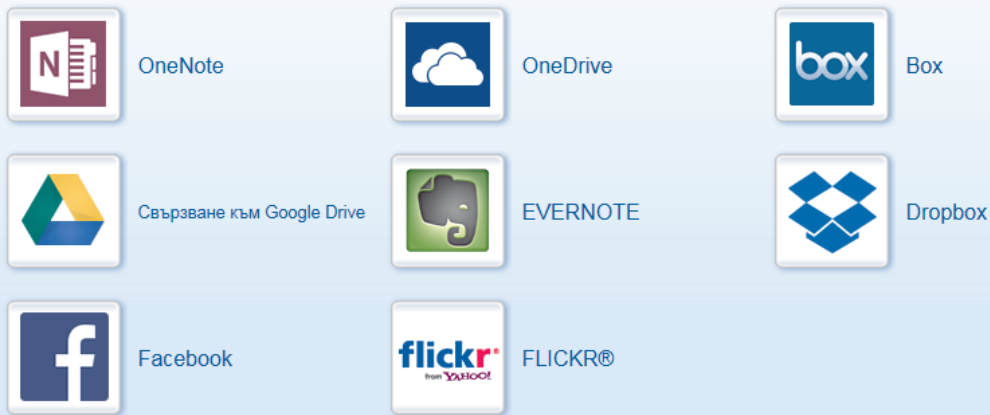 N
OneNote
OneDrive
box
Box
Свързване към Google Drive
EVERNOTE
Dropbox
f
Facebook
flickr
from YAHOO!
FLICKR®